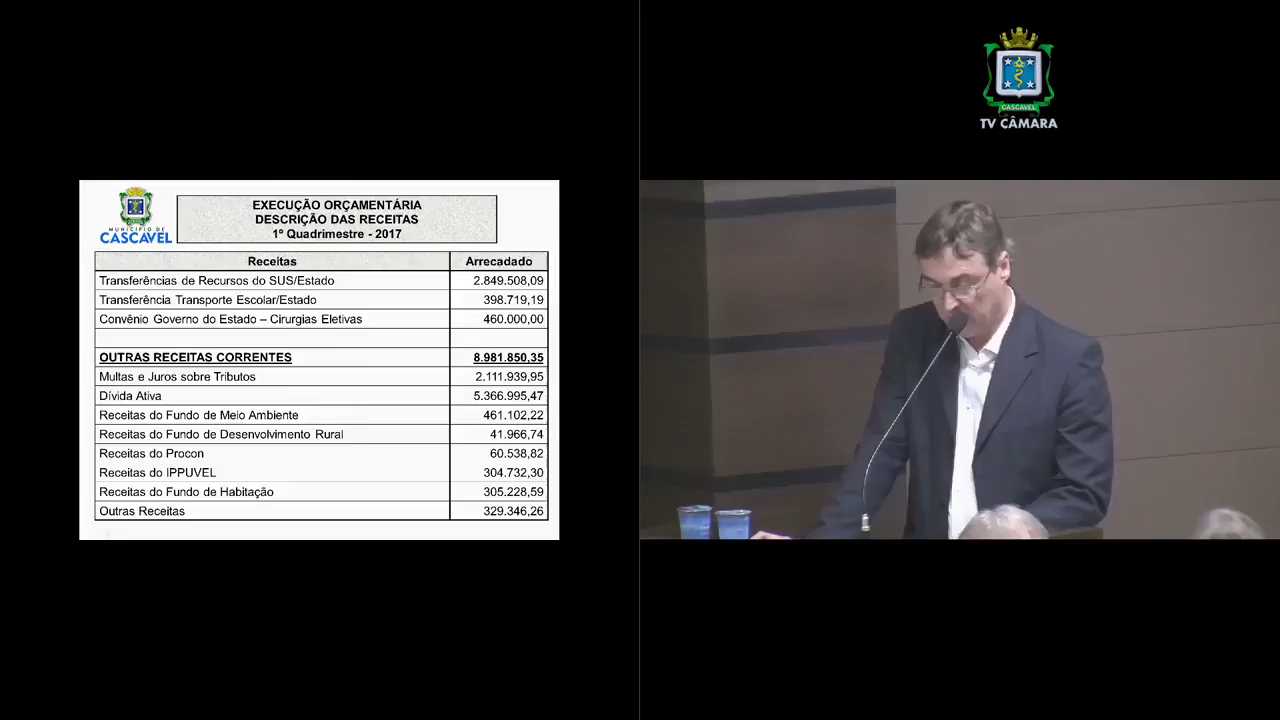 MUNICÍPIO DE
CASCAVEL
EXECUÇÃO ORÇAMENTÁRIA
DESCRIÇÃO DAS RECEITAS
1º Quadrimestre - 2017
Receitas Arrecadado
Transferências de Recursos do SUS/Estado 2.849.508,09
Transferência Transporte Escolar/Estado 398.719,19
Convênio Governo do Estado – Cirurgias Eletivas 460.000,00
OUTRAS RECEITAS CORRENTES 8.981.850,35
Multas e Juros sobre Tributos 2.111.939,95
Dívida Ativa 5.366.995,47
Receitas do Fundo de Meio Ambiente 461.102,22
Receitas do Fundo de Desenvolvimento Rural 41.966,74
Receitas do Procon 60.538,82
Receitas do IPPUVEL 304.732,30
Receitas do Fundo de Habitação 305.228,59
Outras Receitas 329.346,26
CASCAVEL
TV CÂMARA